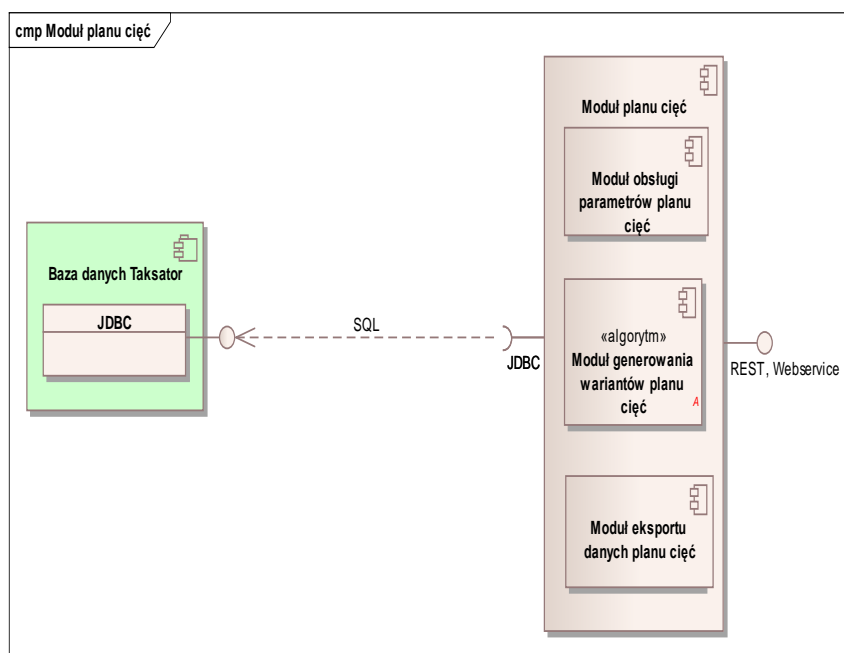 cmp Moduł planu cięć
Moduł planu cięć
Moduł obsługi
parametrów planu
cięć
Baza danych Taksator
JDBC
SQL
JDBC
«algorytm»
Moduł generowania
wariantów planu
cięć
A
REST, Webservice
Moduł eksportu
danych planu cięć